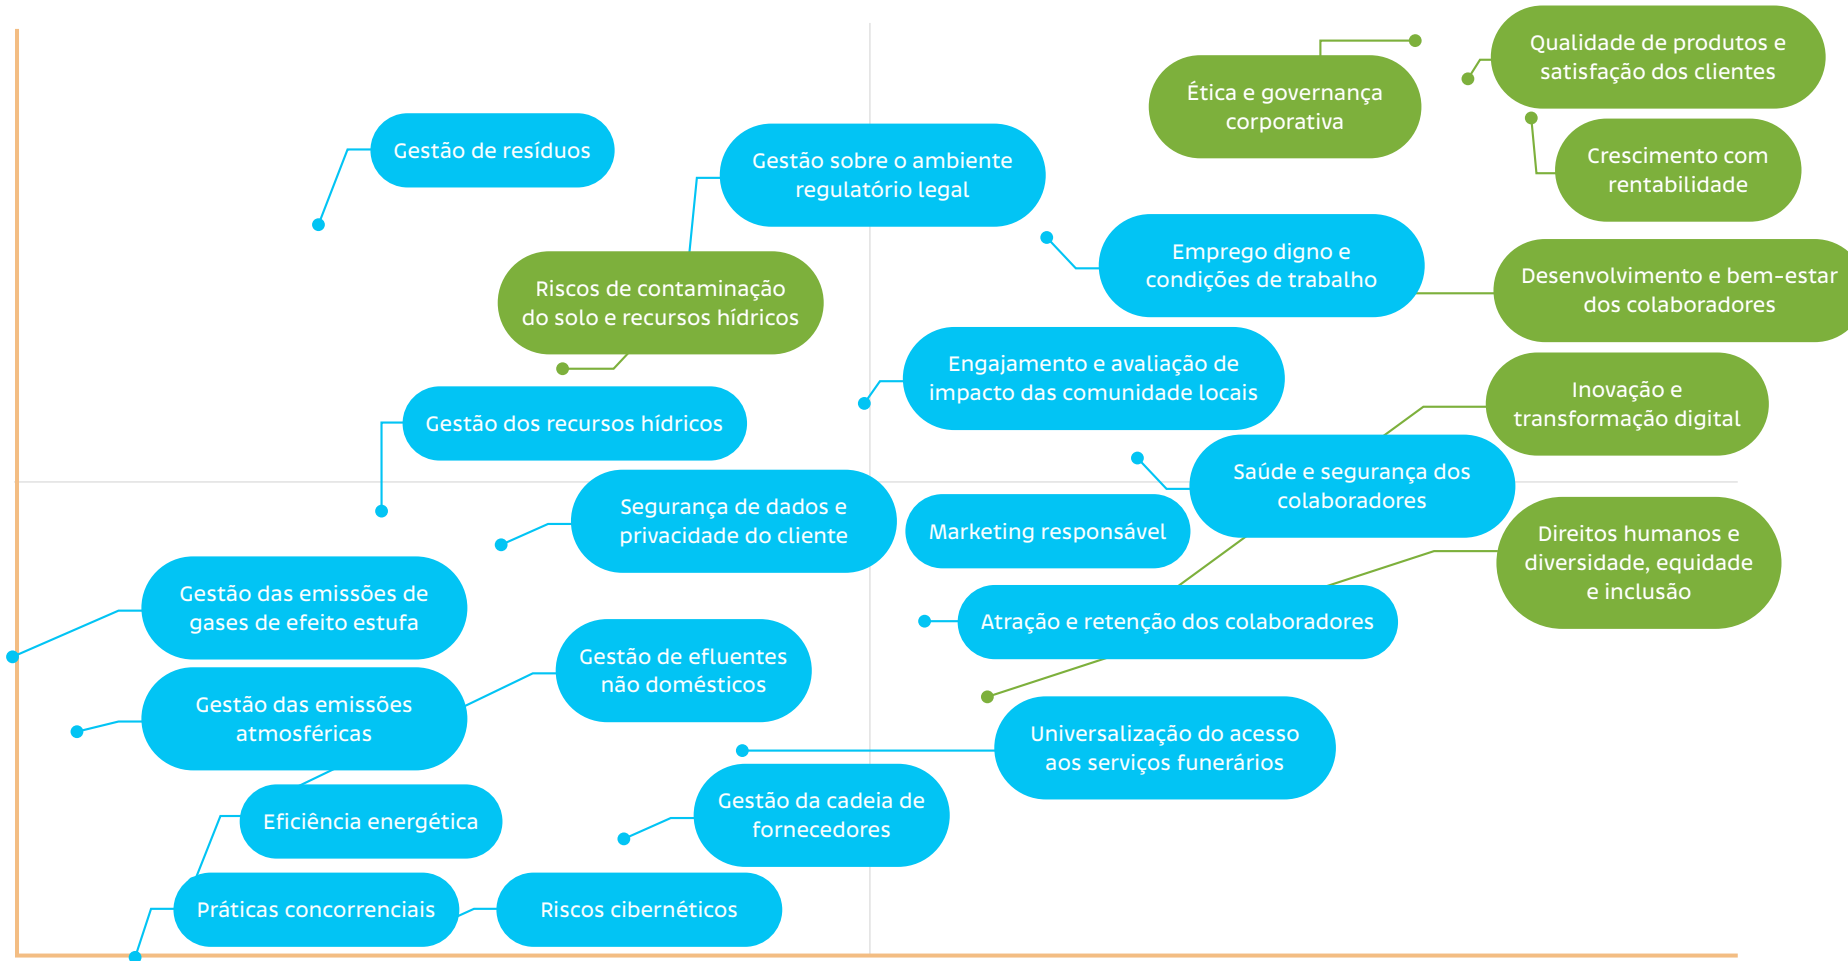 Qualidade de produtos e
satisfação dos clientes
Ética e governança
corporativa
Gestão de resíduos
Gestão sobre o ambiente
regulatório legal
Crescimento com
rentabilidade
Emprego digno e
condições de trabalho
Desenvolvimento e bem-estar
dos colaboradores
Riscos de contaminação
do solo e recursos hídricos
Engajamento e avaliação de
impacto das comunidade locais
Inovação e
transformação digital
Gestão dos recursos hídricos
Saúde e segurança dos
colaboradores
Segurança de dados e
privacidade do cliente
Marketing responsável
Direitos humanos e
diversidade, equidade
e inclusão
Gestão das emissões de
gases de efeito estufa
Atração e retenção dos colaboradores
Gestão de efluentes
não domésticos
Gestão das emissões
atmosféricas
Universalização do acesso
aos serviços funerários
Gestão da cadeia de
fornecedores
Eficiência energética
Práticas concorrenciais
Riscos cibernéticos